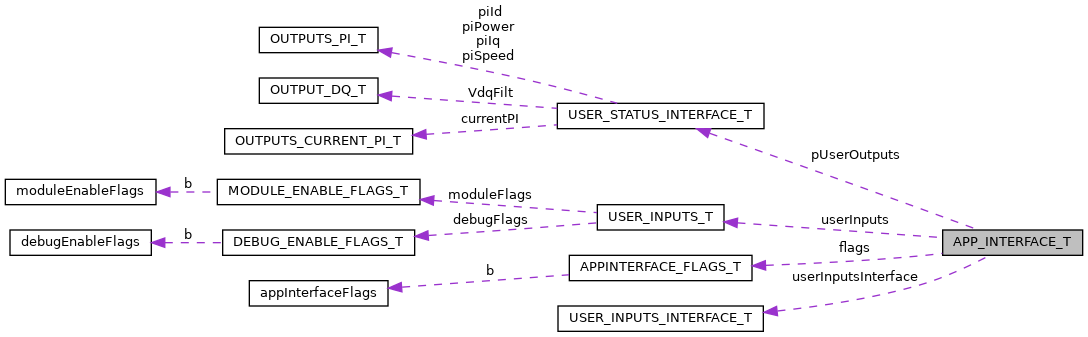 piId
piPower
piIq
piSpeed
OUTPUTS_PI_T
OUTPUT_DQ_T
VdqFilt
USER_STATUS_INTERFACE_T
currentPI
OUTPUTS_CURRENT_PI_T
pUserOutputs
moduleEnableFlags
b
MODULE_ENABLE_FLAGS_T
moduleFlags
USER_INPUTS_T
userInputs
debugFlags
debugEnableFlags
b
DEBUG_ENABLE_FLAGS_T
APP_INTERFACE_T
flags
APPINTERFACE_FLAGS_T
b
userInputsInterface
appInterfaceFlags
USER_INPUTS_INTERFACE_T